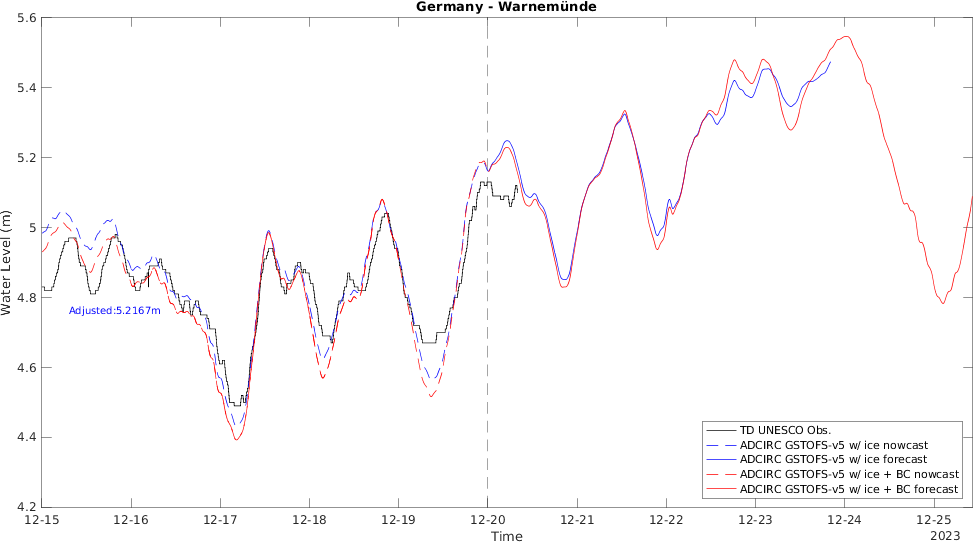 Germany - Warnemünde
5.6
5.4
5.2
5
4.8
4.6
4.4
4.2
Water Level (m)
Adjusted:5.2167m
TD UNESCO Obs.
ADCIRC GSTOFS-v5 w/ ice nowcast
ADCIRC GSTOFS-v5 w/ ice forecast
ADCIRC GSTOFS-v5 w/ ice + BC nowcast
ADCIRC GSTOFS-v5 w/ ice + BC forecast
12-15 12-16 12-17 12-18 12-19 12-20 12-21 12-22 12-23 12-24 12-25
Time
2023